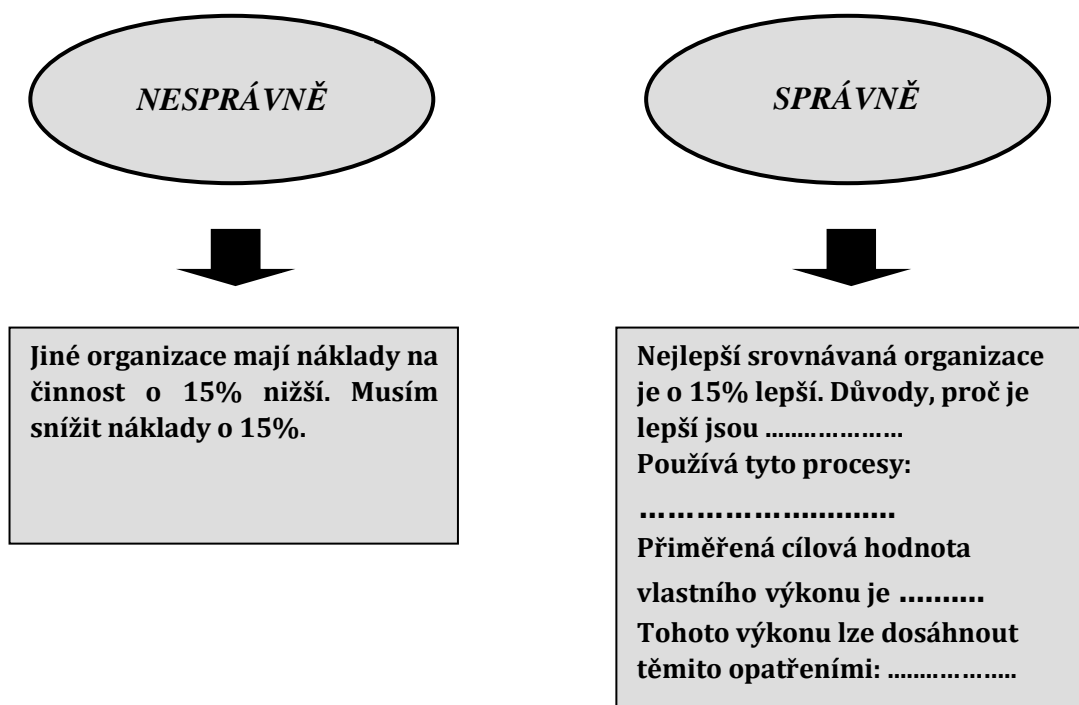 NESPRÁVNĚ
Jiné organizace mají náklady na
činnost o 15% nižší. Musím
snížit náklady o 15%.
SPRÁVNĚ
Nejlepší srovnávaná organizace
je o 15% lepší. Důvody, proč je
lepší jsou ........…………
Používá tyto procesy:
………………............
Přiměřená cílová hodnota
vlastního výkonu je ..........
Tohoto výkonu lze dosáhnout
těmito opatřeními: ........………..